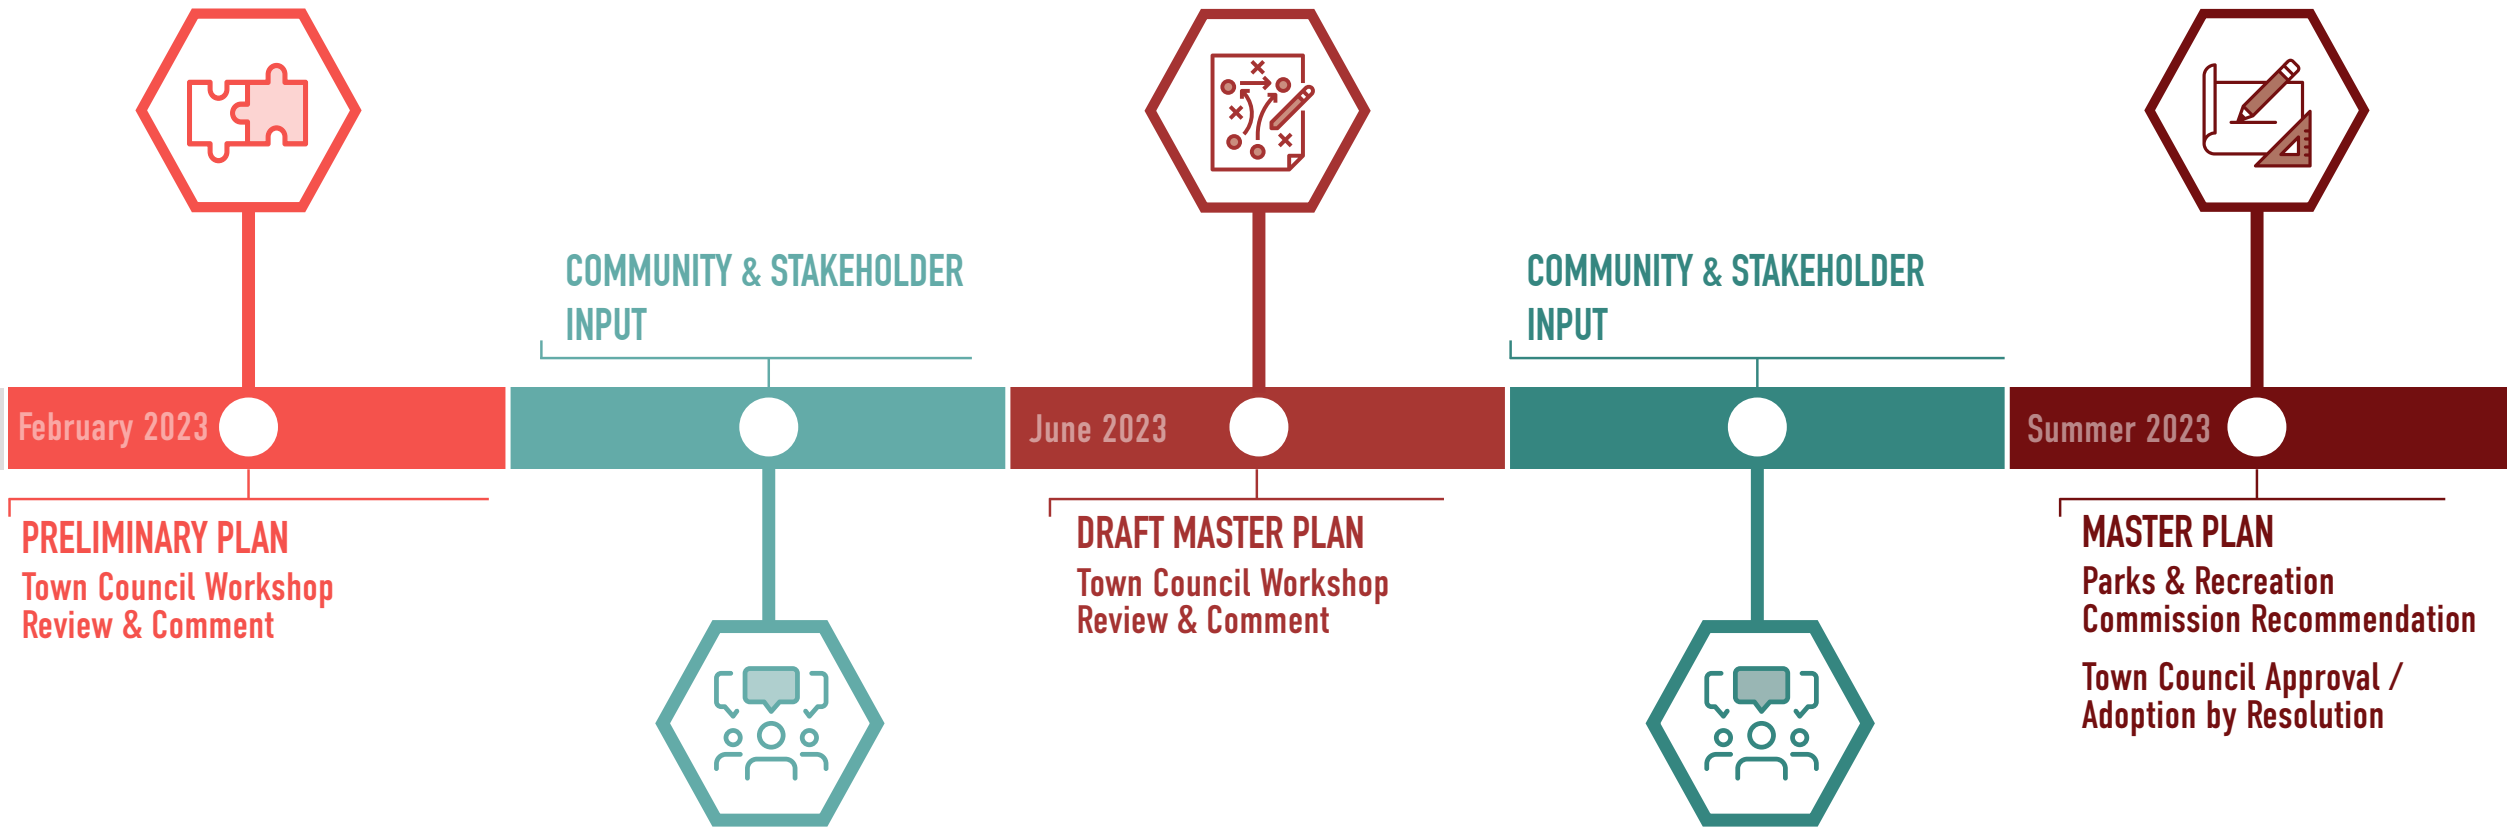 February 2023
PRELIMINARY PLAN
Town Council Workshop
Review & Comment
COMMUNITY & STAKEHOLDER
INPUT
June 2023
DRAFT MASTER PLAN
Town Council Workshop
Review & Comment
COMMUNITY & STAKEHOLDER
INPUT
Summer 2023
MASTER PLAN
Parks & Recreation
Commission Recommendation
Town Council Approval /
Adoption by Resolution